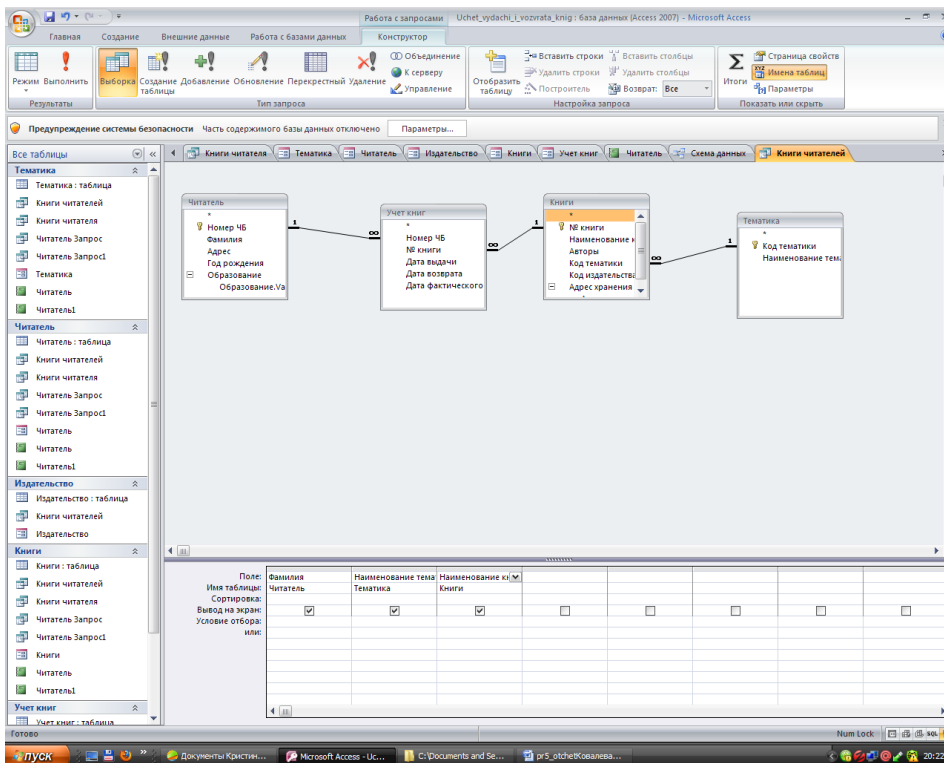 Работа с запросами Uchet_vydachi_i_vozvrata_knig : база данных (Access 2007) - Microsoft Access
Главная Создание Внешние данные Работа с базами данных Конструктор
Режим Выполнить Выборка Создание таблицы Добавление Обновление Перекрестный Удаление
Объединение
К серверу
Управление
Отобразить таблицу
Вставить строки
Удалить строки
Построитель
Вставить столбцы
Удалить столбцы
Возврат: Все
Итоги
Страница свойств
Имена таблиц
Параметры
Результаты Тип запроса Настройка запроса Показать или скрыть
Предупреждение системы безопасности Часть содержимого базы данных отключено Параметры...
Все таблицы
Книги читателя Тематика Читатель Издательство Книги Учет книг Читатель Схема данных Книги читателей
Тематика
Тематика : таблица
Книги читателей
Книги читателя
Читатель Запрос
Читатель Запрос1
Тематика
Читатель
Читатель1
Читатель
Читатель : таблица
Книги читателей
Книги читателя
Читатель Запрос
Читатель Запрос1
Читатель
Читатель
Читатель1
Издательство
Издательство : таблица
Книги читателей
Издательство
Книги
Книги : таблица
Книги читателей
Книги читателя
Читатель Запрос
Читатель Запрос1
Книги
Читатель
Читатель1
Учет книг
Учет книг : таблица
Читатель
*
Номер ЧБ
Фамилия
Адрес
Год рождения
Образование
Образование.Va
1
∞
Учет книг
*
Номер ЧБ
№ книги
Дата выдачи
Дата возврата
Дата фактического
∞
1
Книги
*
№ книги
Наименование к
Авторы
Код тематики
Код издательства
Адрес хранения
∞
1
Тематика
*
Код тематики
Наименование тем
Поле: Фамилия Наименование тема Наименование кн
Имя таблицы: Читатель Тематика Книги
Сортировка:
Вывод на экран:
Условие отбора:
или:
Готово Num Lock SQL
пуск Документы Кристин... Microsoft Access - Uc... C:\Documents and Se... pr5_otchetКовалева... 20:22